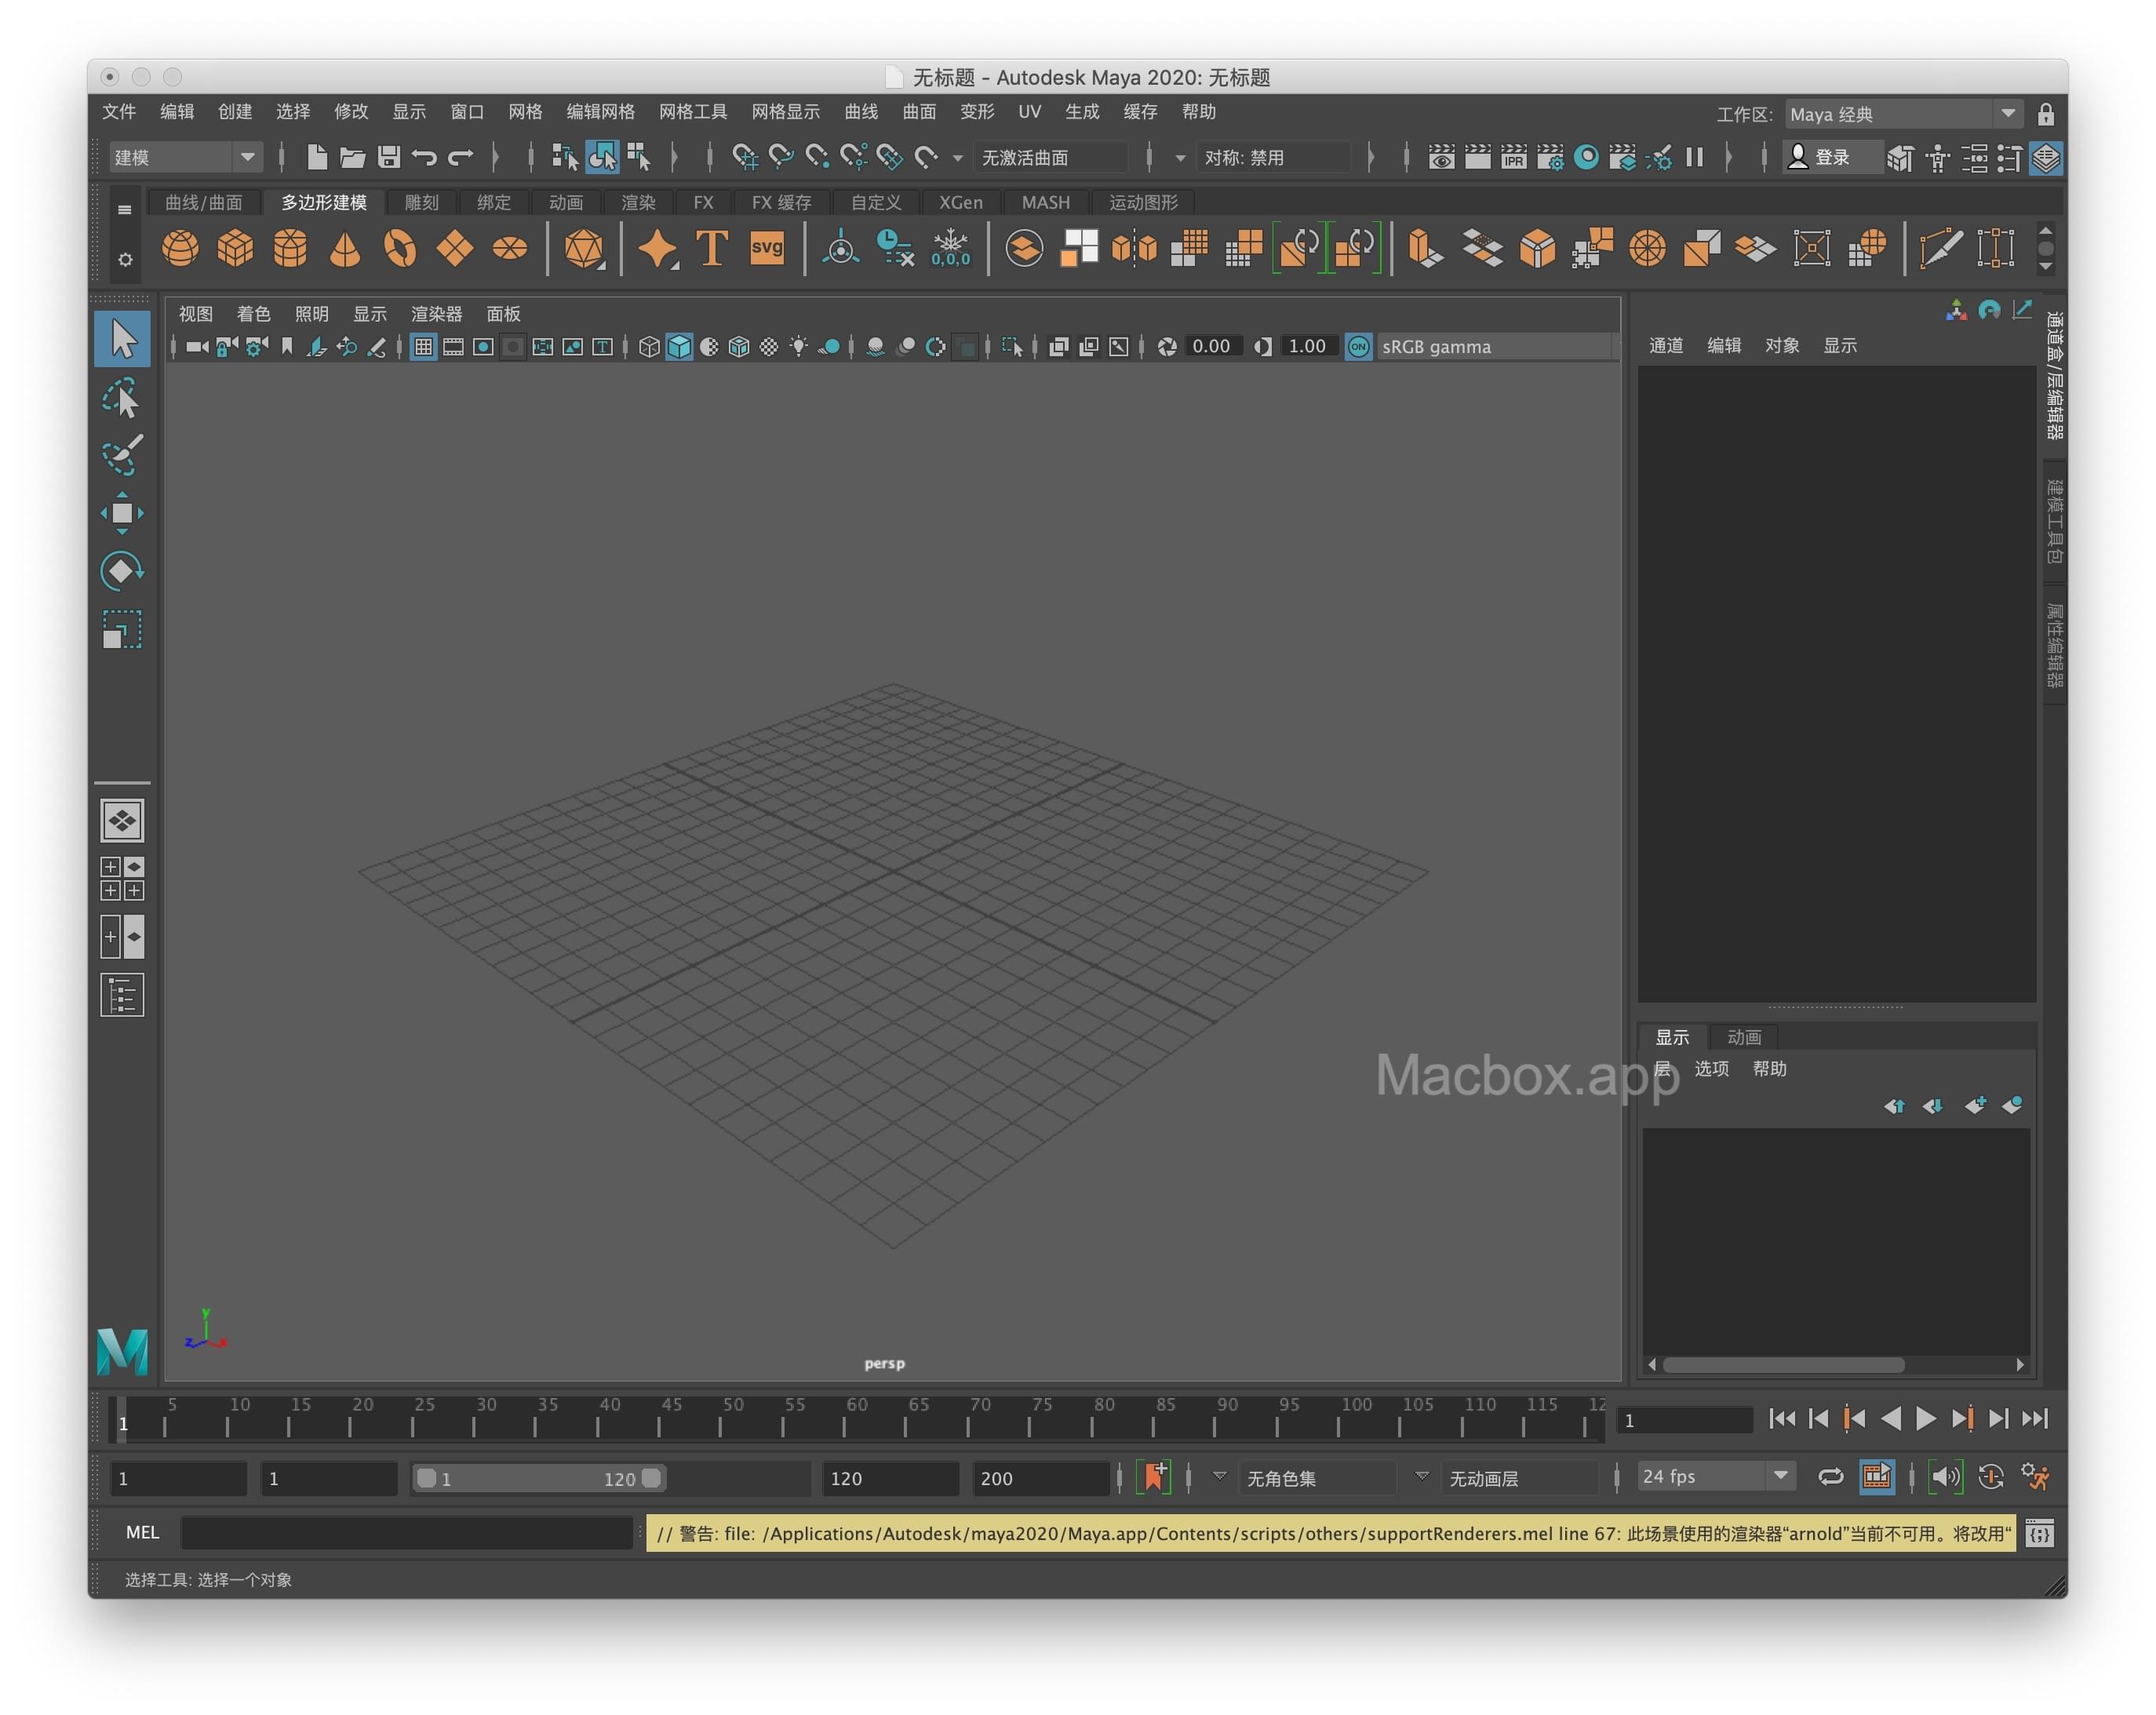 无标题 - Autodesk Maya 2020: 无标题
文件 编辑 创建 选择 修改 显示 窗口 网格 编辑网格 网格工具 网格显示 曲线 曲面 变形 UV 生成 缓存 帮助
工作区: Maya 经典
建模 无激活曲面 对称: 禁用 IPR 登录
曲线/曲面 多边形建模 雕刻 绑定 动画 渲染 FX FX 缓存 自定义 XGen MASH 运动图形
T svg 0,0,0
视图 着色 照明 显示 渲染器 面板
0.00 1.00 ON sRGB gamma
通道 编辑 对象 显示
通道盒/层编辑器
建模工具包
属性编辑器
显示 动画
层 选项 帮助
Macbox.app
y
z x
persp
5 10 15 20 25 30 35 40 45 50 55 60 65 70 75 80 85 90 95 100 105 110 115 12
1 1
1 1 1 120 120 200 无角色集 无动画层 24 fps
MEL // 警告: file: /Applications/Autodesk/maya2020/Maya.app/Contents/scripts/others/supportRenderers.mel line 67: 此场景使用的渲染器“arnold”当前不可用。将改用“
选择工具: 选择一个对象